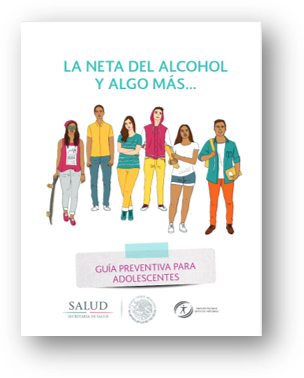 LA NETA DEL ALCOHOL
Y ALGO MÁS...
GUÍA PREVENTIVA PARA
ADOLESCENTES
SALUD
SECRETARÍA DE SALUD